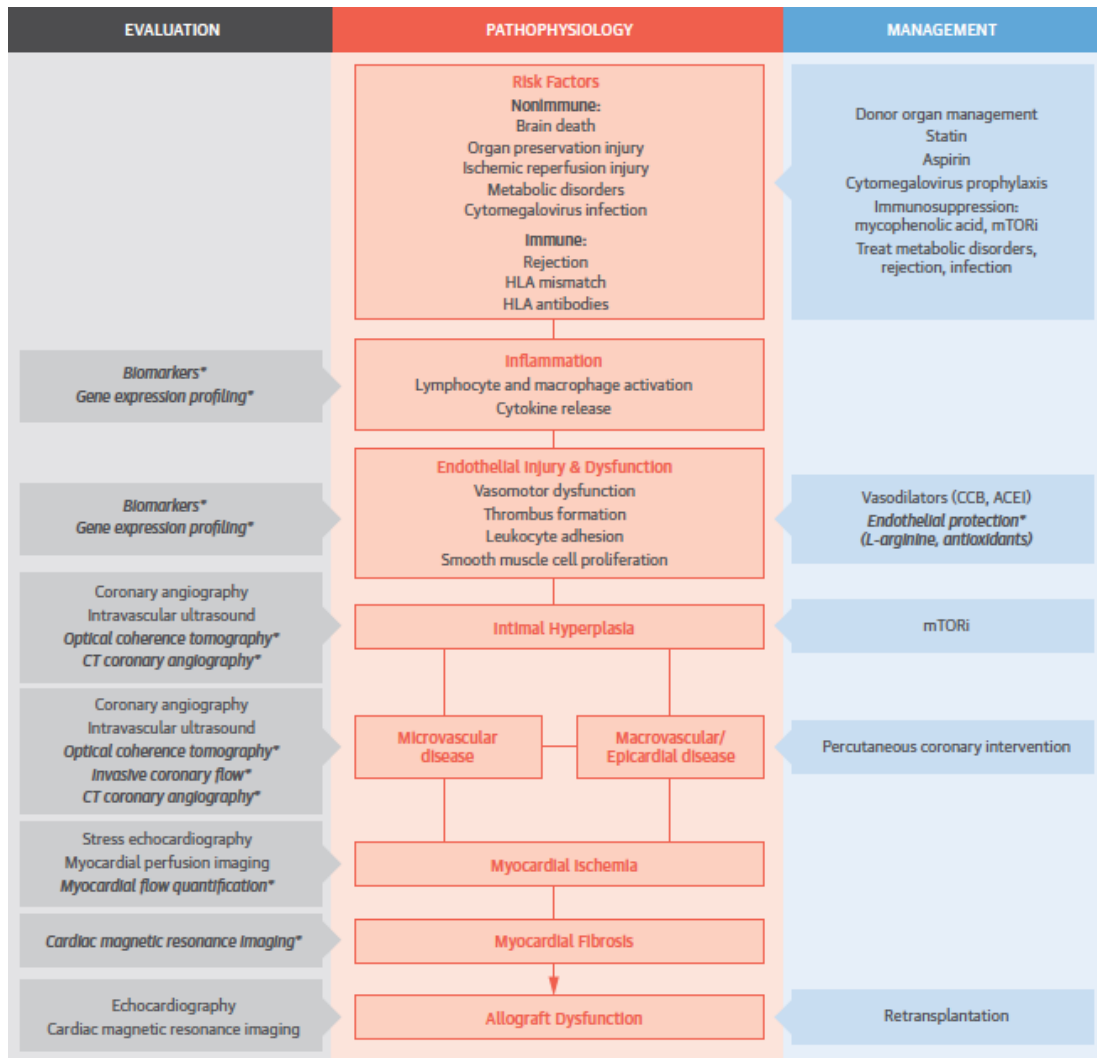 EVALUATION
PATHOPHYSIOLOGY
MANAGEMENT
Risk Factors
Nonimmune:
Brain death
Organ preservation injury
Ischemic reperfusion injury
Metabolic disorders
Cytomegalovirus infection
Immune:
Rejection
HLA mismatch
HLA antibodies
Donor organ management
Statin
Aspirin
Cytomegalovirus prophylaxis
Immunosuppression:
mycophenolic acid, mTORi
Treat metabolic disorders,
rejection, infection
Biomarkers*
Gene expression profiling*
Inflammation
Lymphocyte and macrophage activation
Cytokine release
Biomarkers*
Gene expression profiling*
Endothelial Injury & Dysfunction
Vasomotor dysfunction
Thrombus formation
Leukocyte adhesion
Smooth muscle cell proliferation
Vasodilators (CCB, ACEI)
Endothelial protection*
(L-arginine, antioxidants)
Coronary angiography
Intravascular ultrasound
Optical coherence tomography*
CT coronary angiography*
Intimal Hyperplasia
mTORi
Coronary angiography
Intravascular ultrasound
Optical coherence tomography*
Invasive coronary flow*
CT coronary angiography*
Microvascular
disease
Macrovascular/
Epicardial disease
Percutaneous coronary intervention
Stress echocardiography
Myocardial perfusion imaging
Myocardial flow quantification*
Myocardial Ischemia
Cardiac magnetic resonance imaging*
Myocardial Fibrosis
Echocardiography
Cardiac magnetic resonance imaging
Allograft Dysfunction
Retransplantation